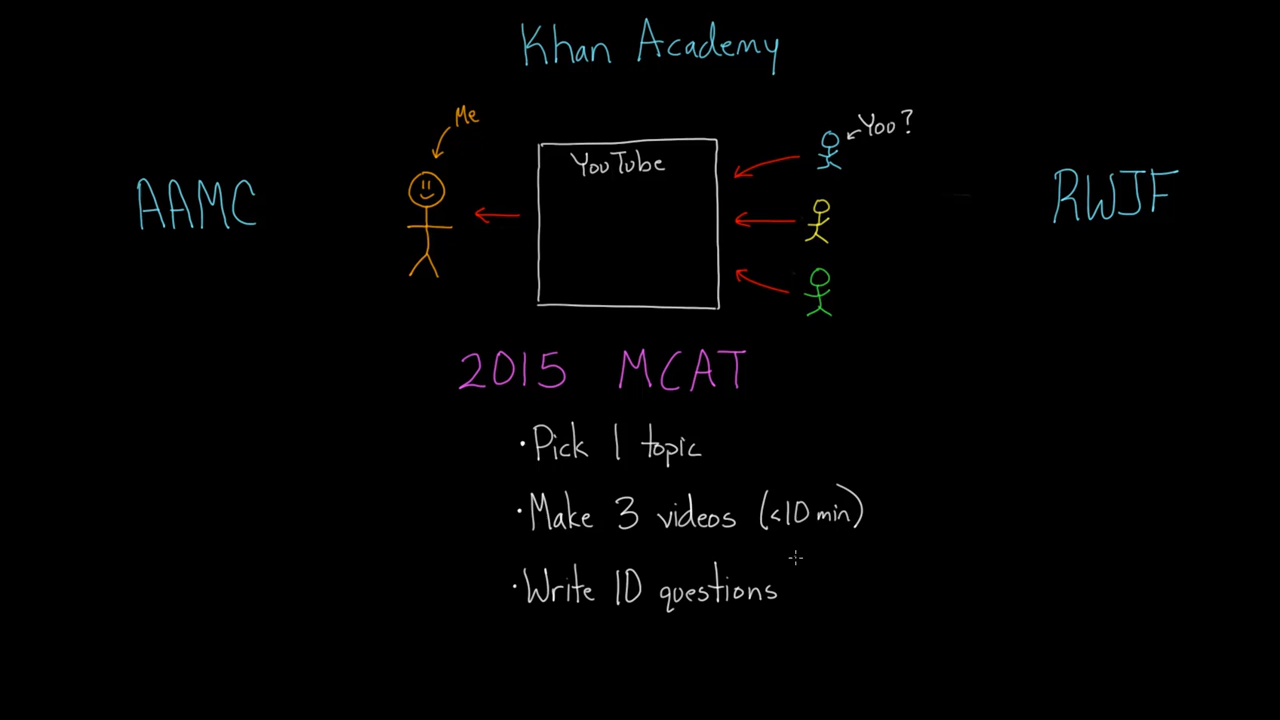 Khan Academy
Me
Yoo?
YouTube
AAMC
RWJF
2015 MCAT
• Pick 1 topic
• Make 3 videos (<10 min)
• Write 10 questions